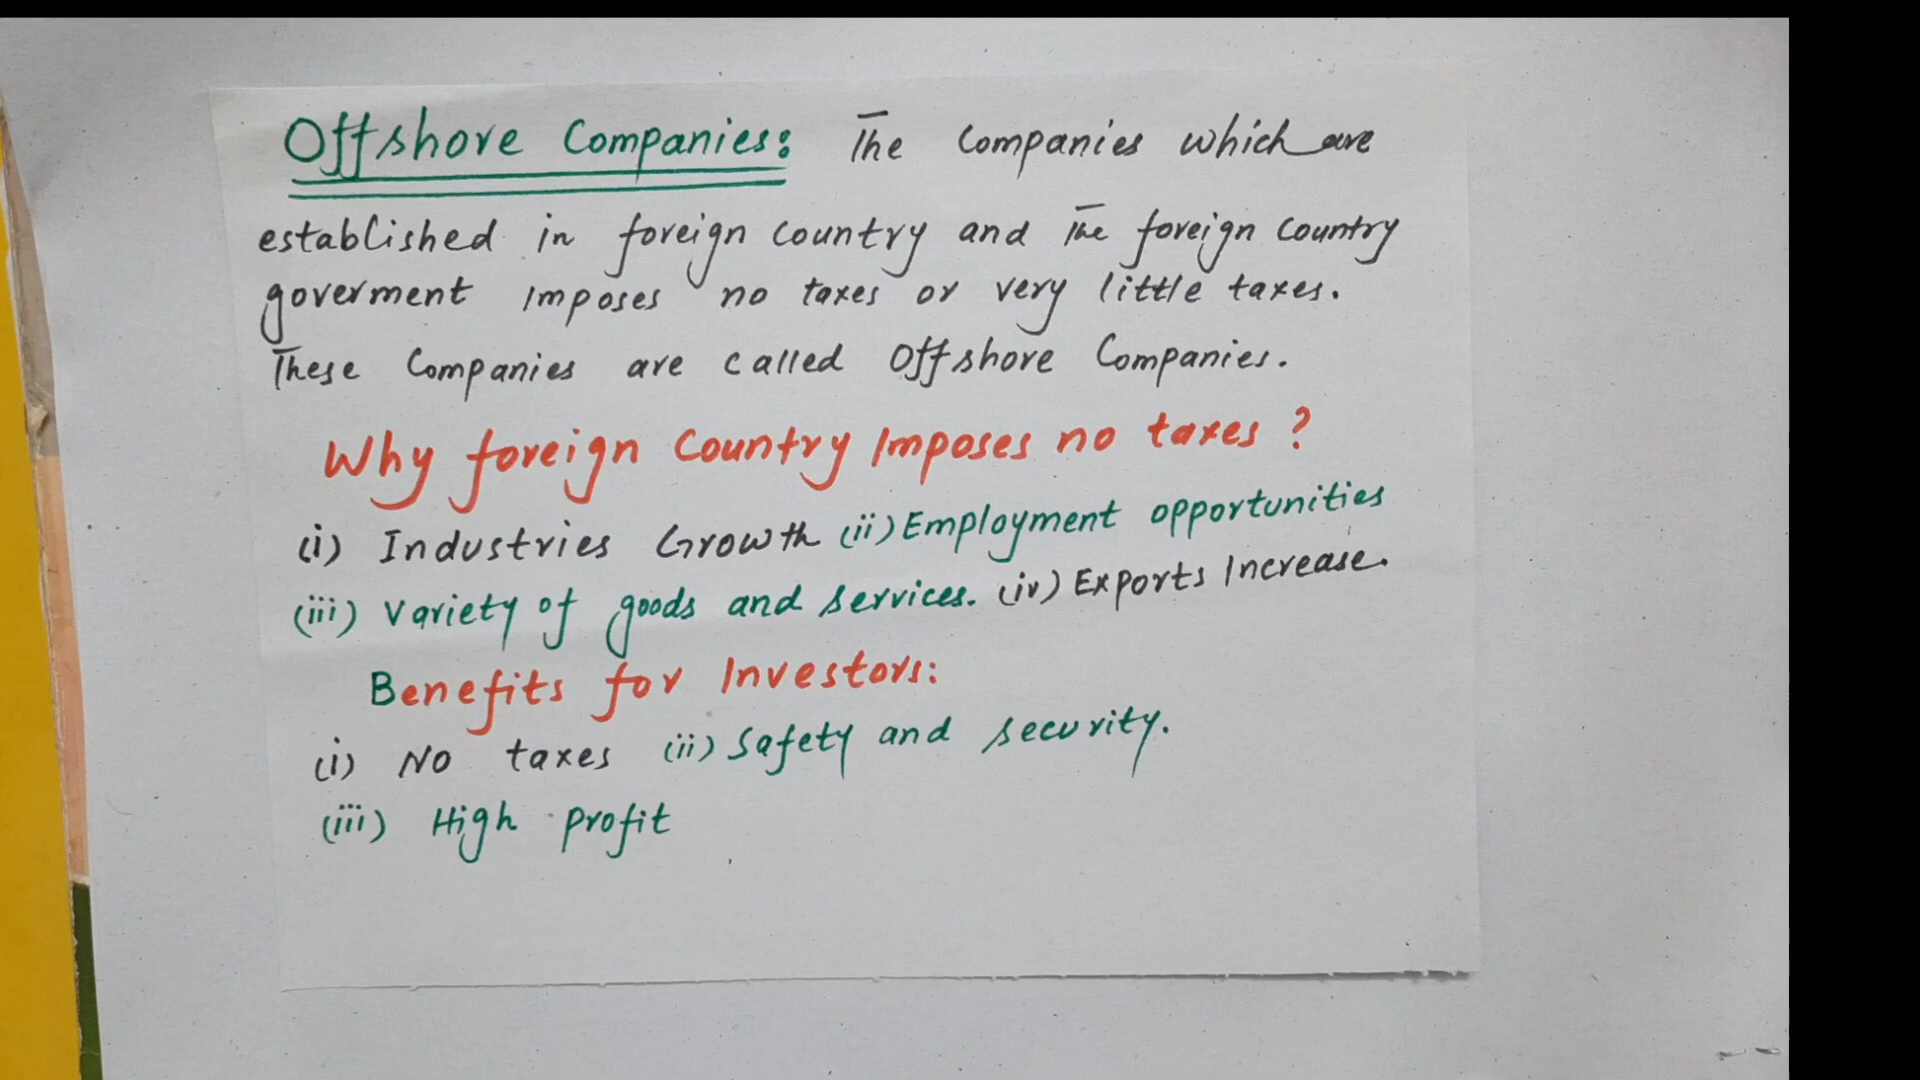 Offshore Companies: The Companies which are
established in foreign country and The foreign Country
goverment imposes no taxes or very little taxes.
These Companies are called Offshore Companies.
Why foreign Country Imposes no taxes ?
(i) Industries Growth (ii) Employment opportunities
(iii) Variety of goods and services. (iv) Exports Increase.
Benefits for Investors:
(i) No taxes (ii) Safety and security.
(iii) High profit